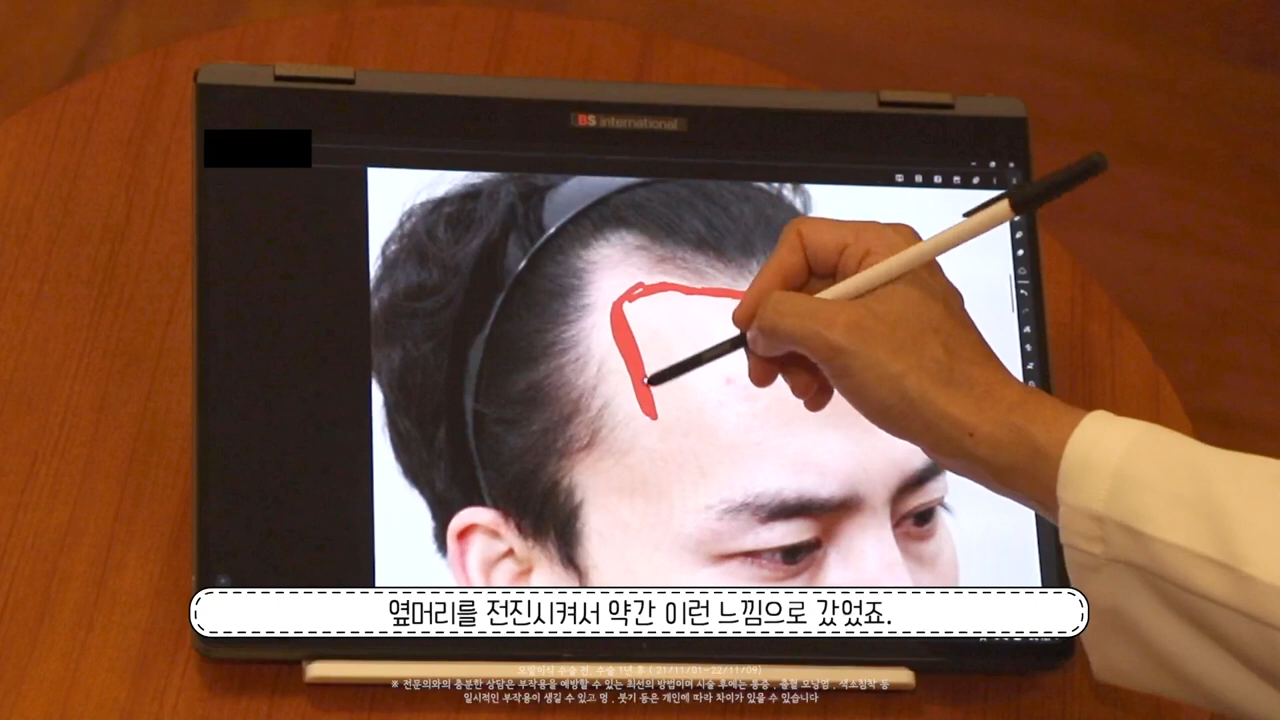 BS international
옆머리를 전진시켜서 약간 이런 느낌으로 갔었죠.
모발이식 수술 전, 수술 1년 후 ( 21/11/01~22/11/09)
※ 전문의와의 충분한 상담은 부작용을 예방할 수 있는 최선의 방법이며 시술 후에는 통증 , 출혈 모낭염 , 색소침착 등
일시적인 부작용이 생길 수 있고 멍 , 붓기 등은 개인에 따라 차이가 있을 수 있습니다